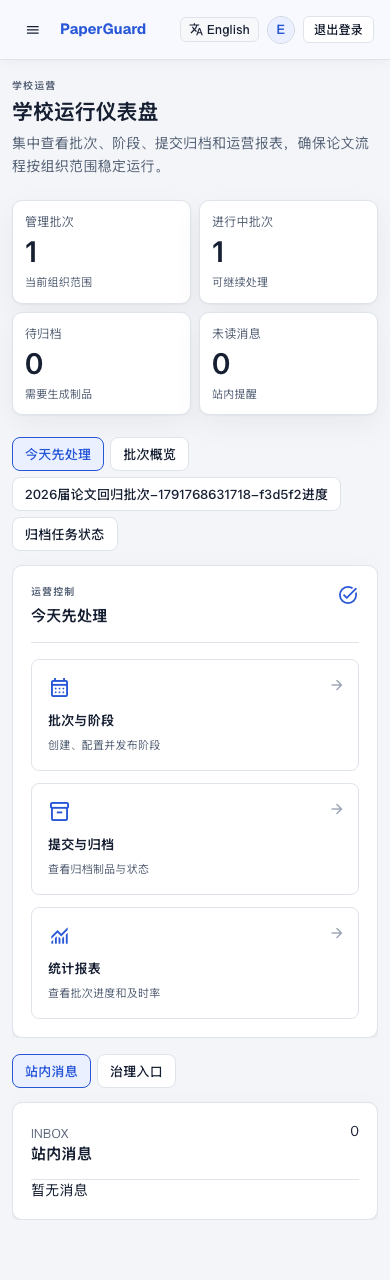 PaperGuard
English
E
退出登录
学校运营
学校运行仪表盘
集中查看批次、阶段、提交归档和运营报表，确保论文流
程按组织范围稳定运行。
管理批次
1
当前组织范围
进行中批次
1
可继续处理
待归档
0
需要生成制品
未读消息
0
站内提醒
今天先处理
批次概览
2026届论文回归批次-1791768631718-f3d5f2进度
归档任务状态
运营控制
今天先处理
批次与阶段
创建、配置并发布阶段
提交与归档
查看归档制品与状态
统计报表
查看批次进度和及时率
站内消息
治理入口
INBOX
0
站内消息
暂无消息